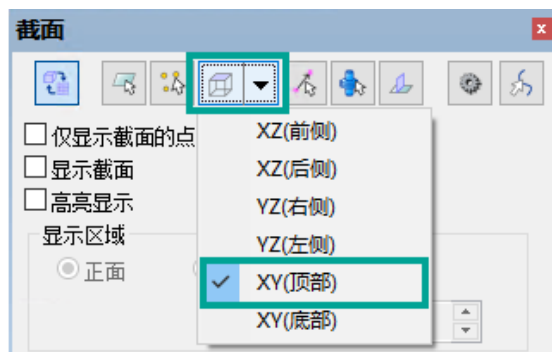 截面
x
XZ(前侧)
仅显示截面的点
XZ(后侧)
显示截面
YZ(右侧)
高亮显示
显示区域
YZ(左侧)
正面
XY(顶部)
XY(底部)